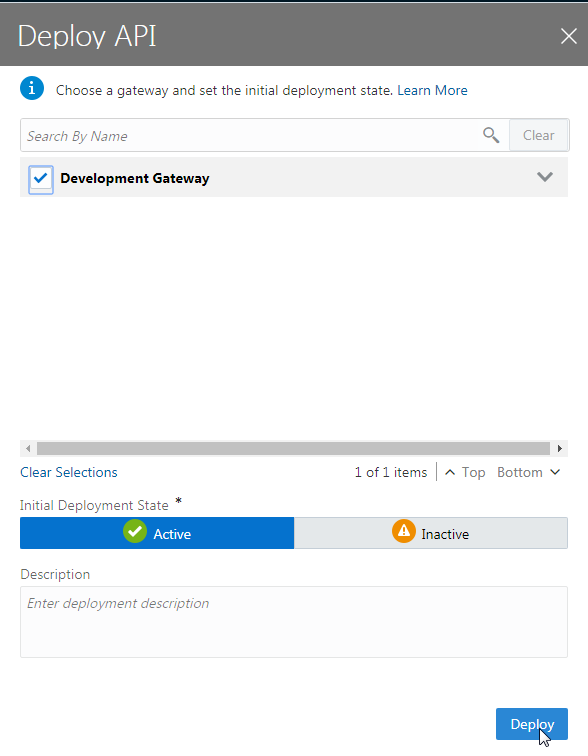 Deploy API
Choose a gateway and set the initial deployment state. Learn More
Search By Name
Clear
Development Gateway
Clear Selections
1 of 1 items
Top
Bottom
Initial Deployment State *
Active
Inactive
Description
Enter deployment description
Deploy